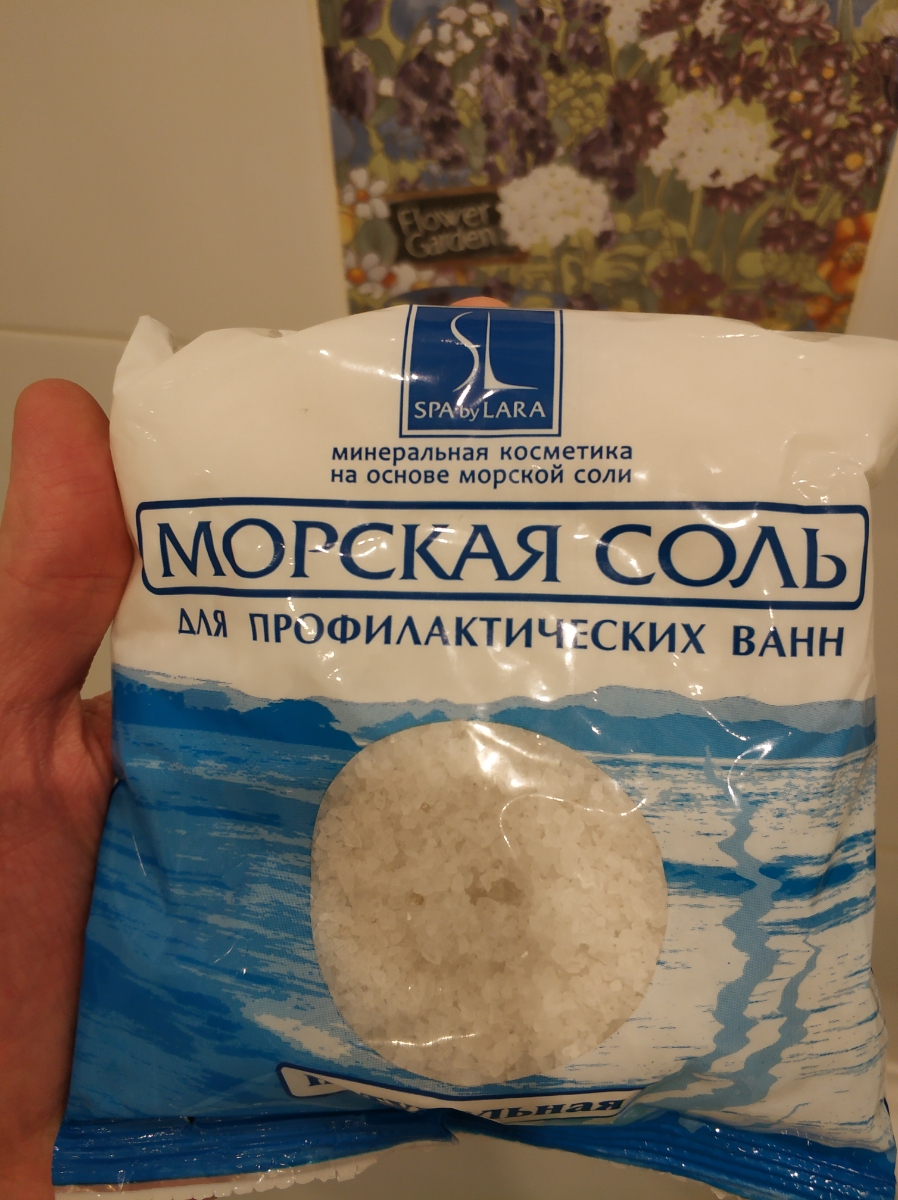 Flower
Garden
SL
SPA by LARA
минеральная косметика
на основе морской соли
МОРСКАЯ СОЛЬ
ДЛЯ ПРОФИЛАКТИЧЕСКИХ ВАНН